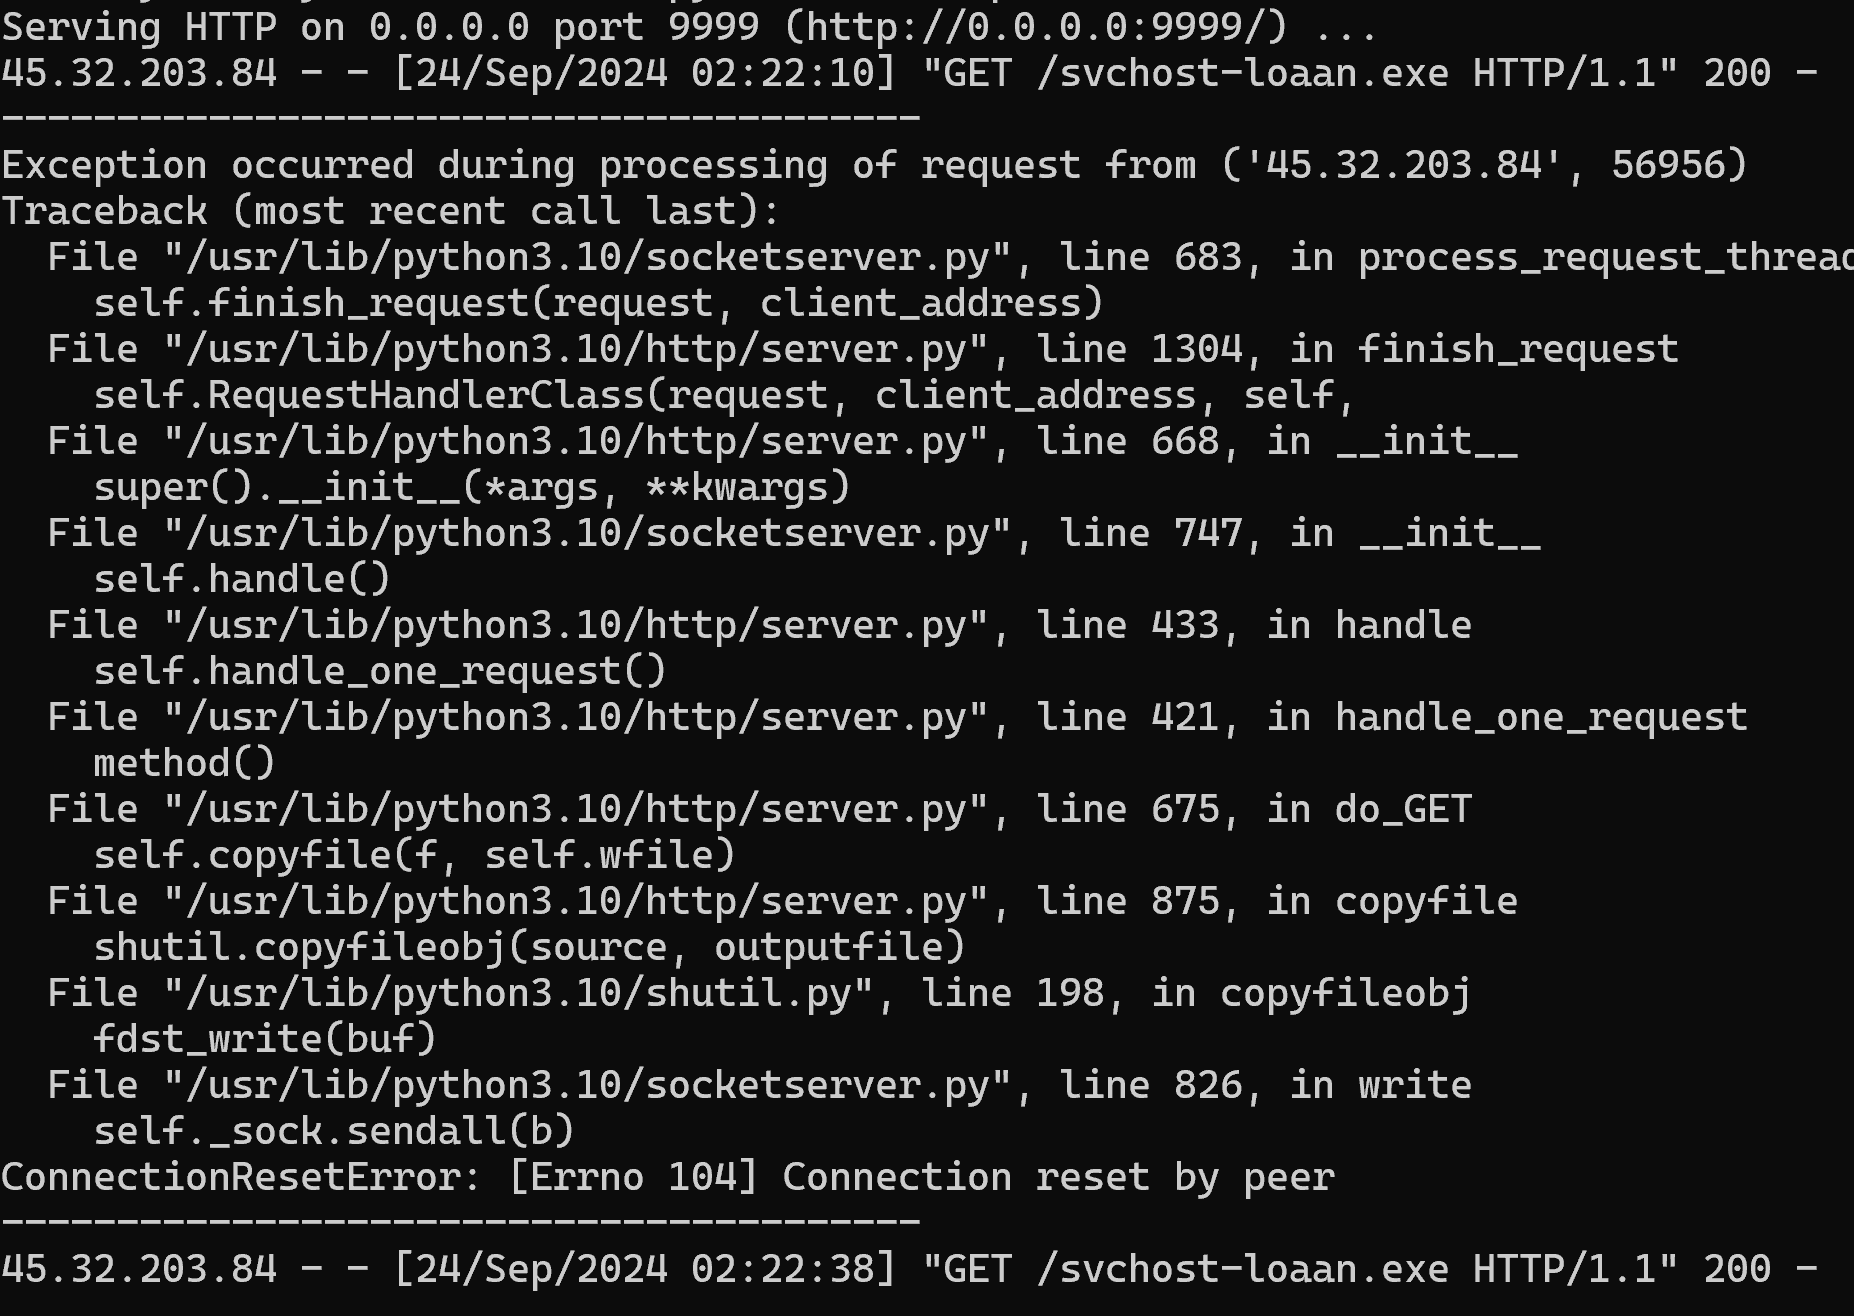 Serving HTTP on 0.0.0.0 port 9999 (http://0.0.0.0:9999/) ...
45.32.203.84 - - [24/Sep/2024 02:22:10] "GET /svchost-loaan.exe HTTP/1.1" 200 -
----------------------------------------
Exception occurred during processing of request from ('45.32.203.84', 56956)
Traceback (most recent call last):
  File "/usr/lib/python3.10/socketserver.py", line 683, in process_request_thread
    self.finish_request(request, client_address)
  File "/usr/lib/python3.10/http/server.py", line 1304, in finish_request
    self.RequestHandlerClass(request, client_address, self,
  File "/usr/lib/python3.10/http/server.py", line 668, in __init__
    super().__init__(*args, **kwargs)
  File "/usr/lib/python3.10/socketserver.py", line 747, in __init__
    self.handle()
  File "/usr/lib/python3.10/http/server.py", line 433, in handle
    self.handle_one_request()
  File "/usr/lib/python3.10/http/server.py", line 421, in handle_one_request
    method()
  File "/usr/lib/python3.10/http/server.py", line 675, in do_GET
    self.copyfile(f, self.wfile)
  File "/usr/lib/python3.10/http/server.py", line 875, in copyfile
    shutil.copyfileobj(source, outputfile)
  File "/usr/lib/python3.10/shutil.py", line 198, in copyfileobj
    fdst_write(buf)
  File "/usr/lib/python3.10/socketserver.py", line 826, in write
    self._sock.sendall(b)
ConnectionResetError: [Errno 104] Connection reset by peer
----------------------------------------
45.32.203.84 - - [24/Sep/2024 02:22:38] "GET /svchost-loaan.exe HTTP/1.1" 200 -